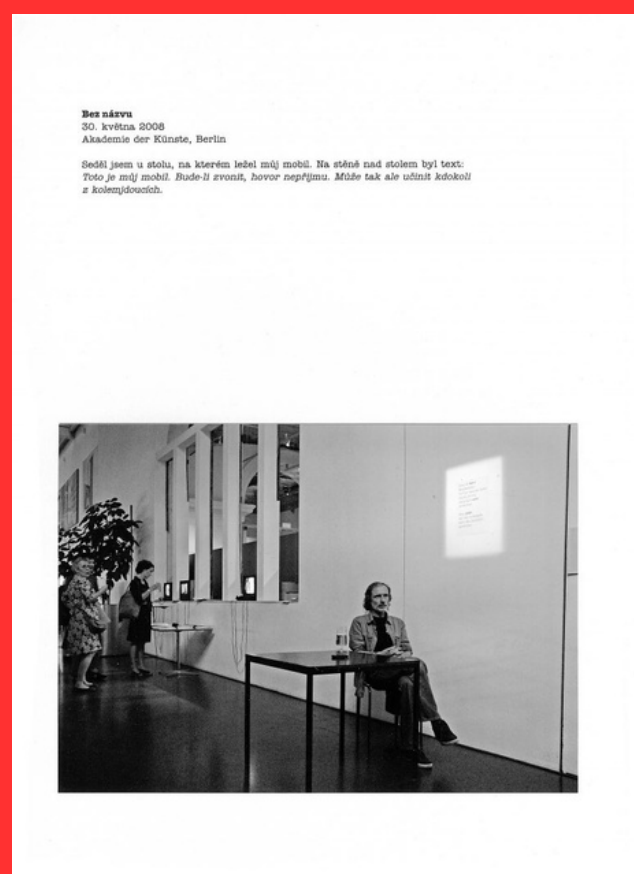 Bez názvu
30. května 2008
Akademie der Künste, Berlin
Seděl jsem u stolu, na kterém ležel můj mobil. Na stěně nad stolem byl text:
Toto je můj mobil. Bude-li zvonit, hovor nepřijmu. Může tak ale učinit kdokoli
z kolemjdoucích.